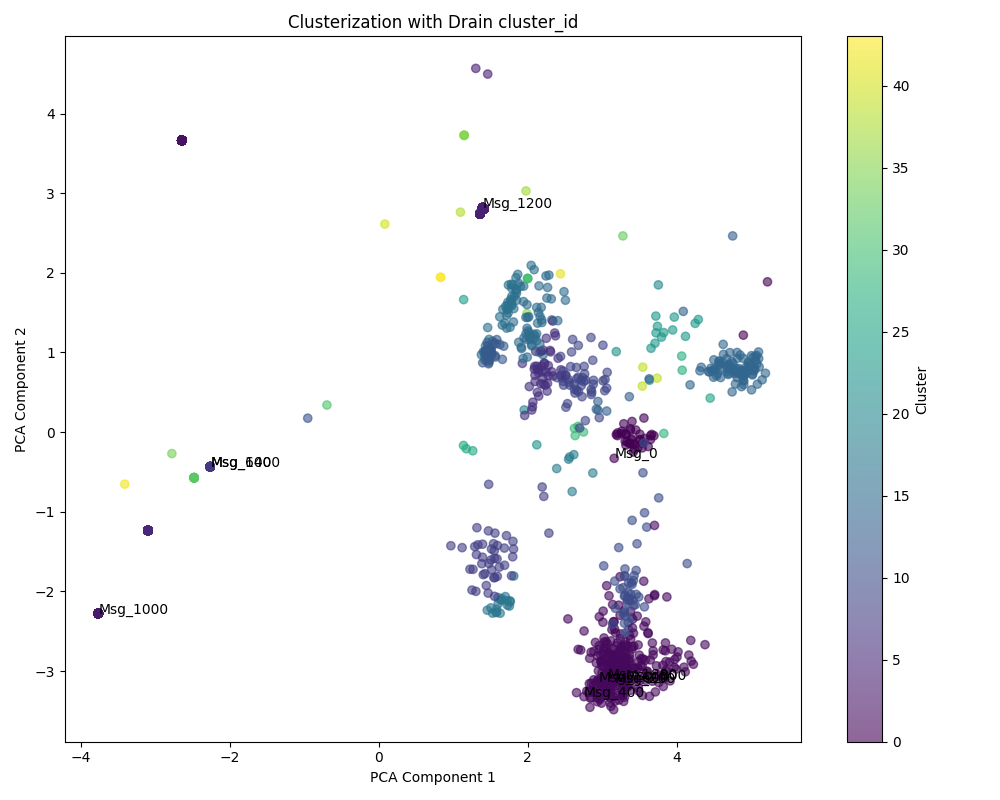 Clusterization with Drain cluster_id
PCA Component 2
4
3
2
1
0
−1
−2
−3
−4
−2
0
2
4
PCA Component 1
Msg_1200
Msg_0
Msg_1000
Msg_400
40
35
30
25
20
15
10
5
0
Cluster